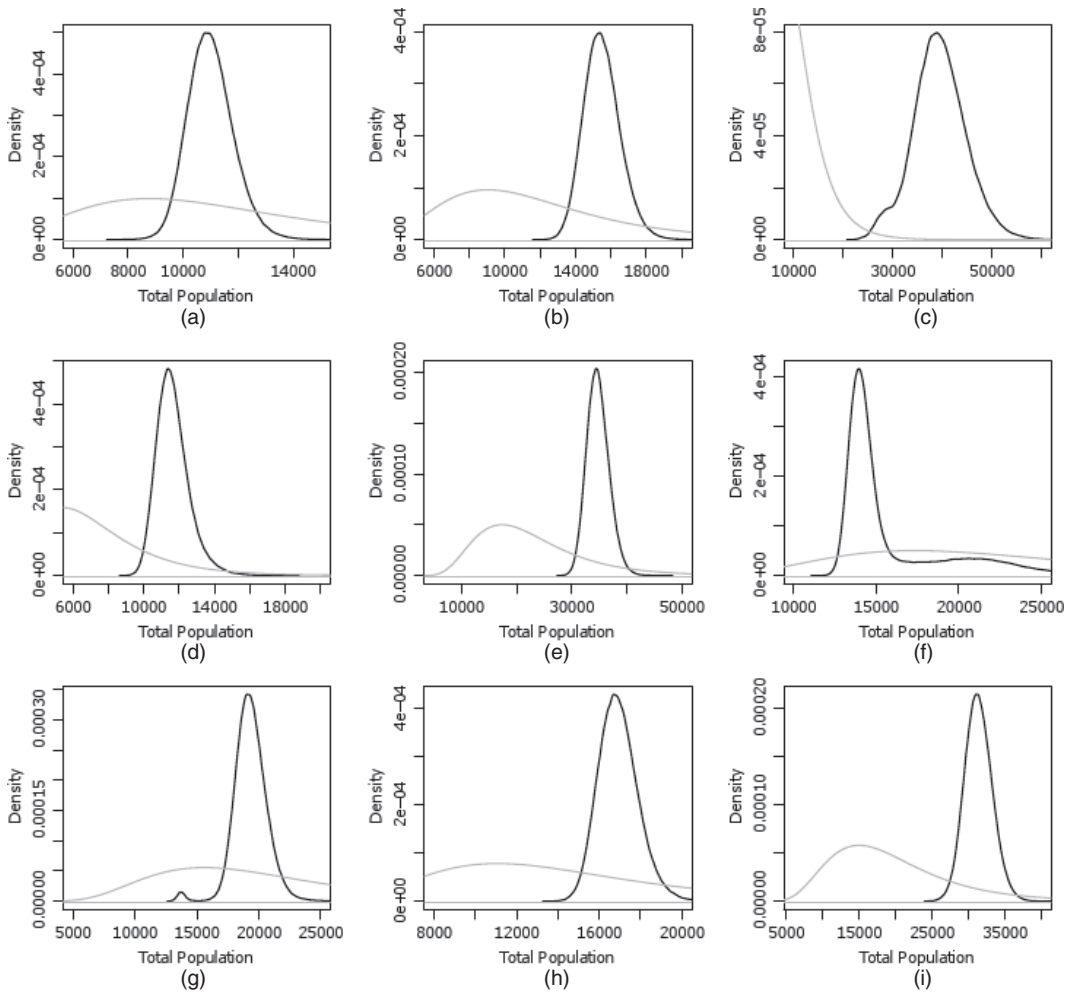 Density
0e+00 2e-04 4e-04
6000 8000 10000 14000
Total Population
(a)
Density
0e+00 2e-04 4e-04
6000 10000 14000 18000
Total Population
(b)
Density
0e+00 4e-05 8e-05
10000 30000 50000
Total Population
(c)
Density
0e+00 2e-04 4e-04
6000 10000 14000 18000
Total Population
(d)
Density
0.00000 0.00010 0.00020
10000 30000 50000
Total Population
(e)
Density
0e+00 2e-04 4e-04
10000 15000 20000 25000
Total Population
(f)
Density
0.00000 0.00015 0.00030
5000 10000 15000 20000 25000
Total Population
(g)
Density
0e+00 2e-04 4e-04
8000 12000 14000 16000 20000
Total Population
(h)
Density
0.00000 0.00010 0.00020
5000 15000 25000 35000
Total Population
(i)